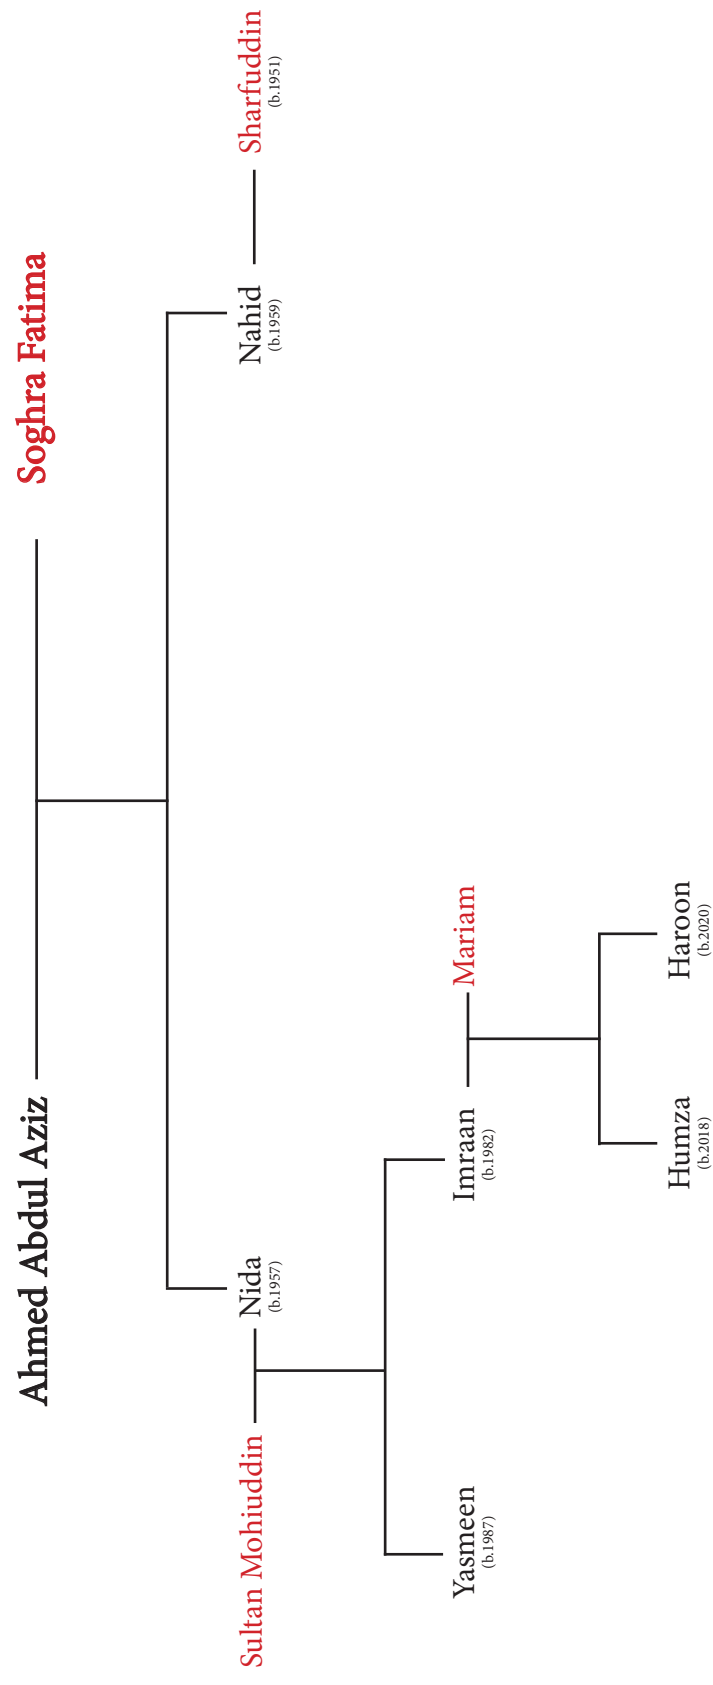 Ahmed Abdul Aziz
Soghra Fatima
Sultan Mohiuddin
Nida
(b.1957)
Nahid
(b.1959)
Sharfuddin
(b.1951)
Yasmeen
(b.1987)
Imraan
(b.1982)
Mariam
Humza
(b.2018)
Haroon
(b.2020)